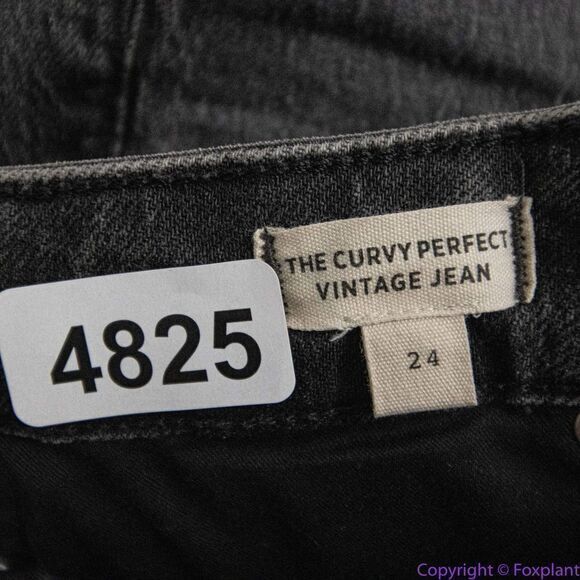 THE CURVY PERFECT
VINTAGE JEAN
24
4825
Copyright © Foxplant